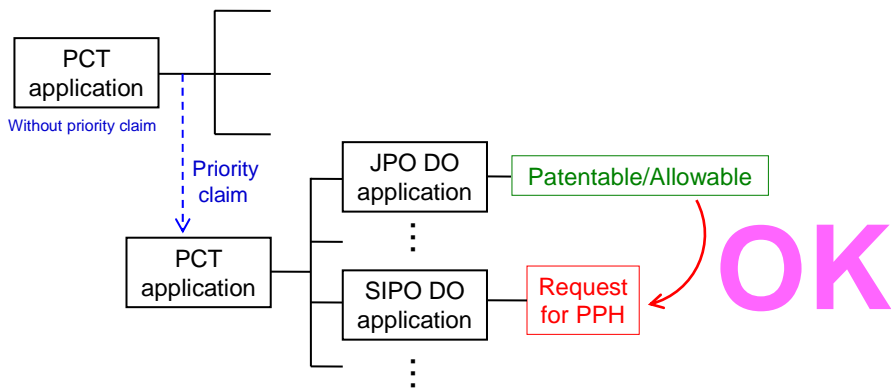 PCT
application
Without priority claim
Priority
claim
JPO DO
application
Patentable/Allowable
PCT
application
SIPO DO
application
Request
for PPH
OK